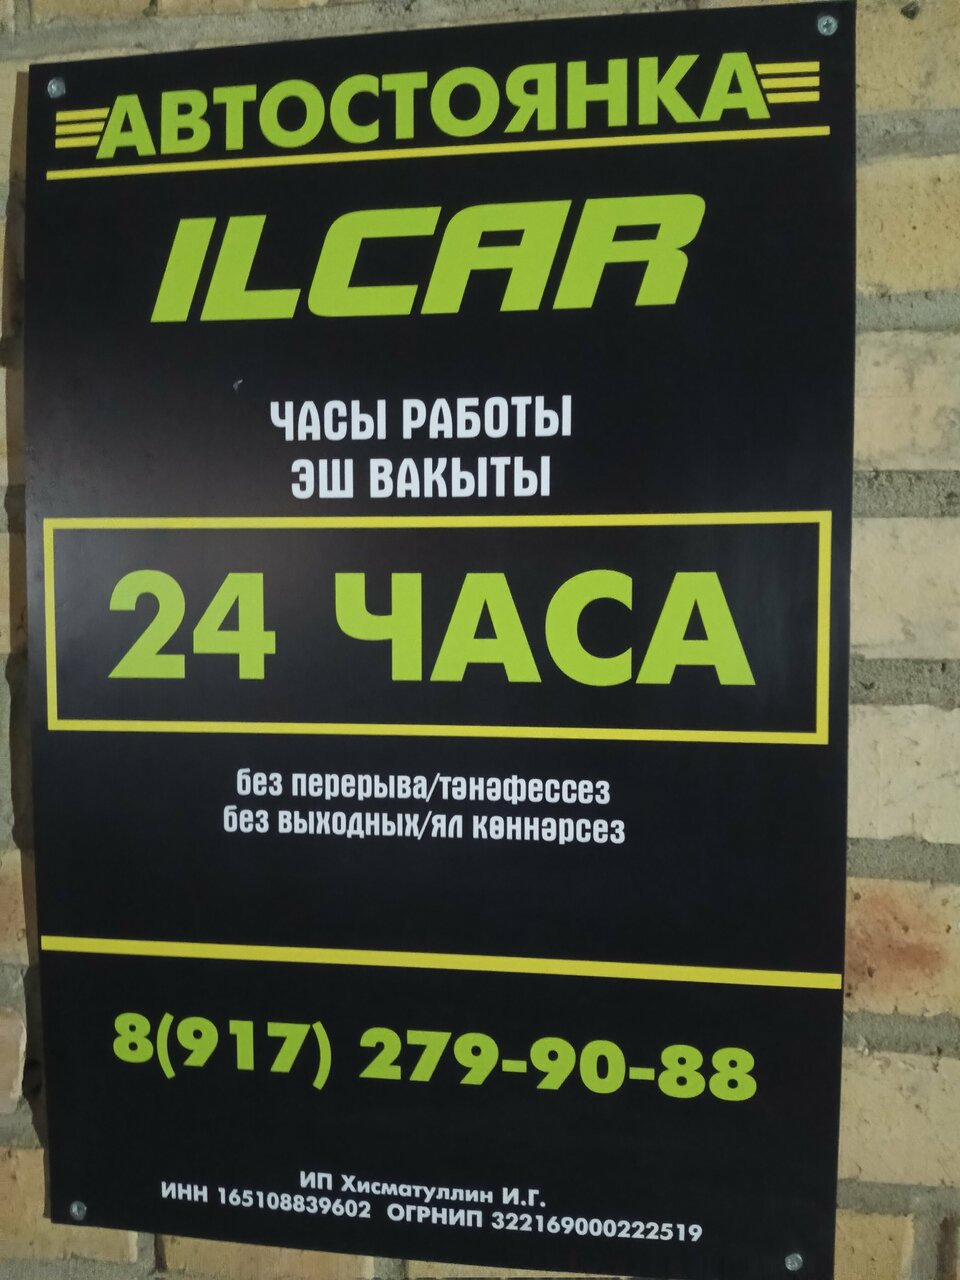 АВТОСТОЯНКА
ILCAR
ЧАСЫ РАБОТЫ
ЭШ ВАКЫТЫ
24 ЧАСА
без перерыва/тәнәфессез
без выходных/ял көннәрсез
8(917) 279-90-88
ИП Хисматуллин И.Г.
ИНН 165108839602 ОГРНИП 322169000222519